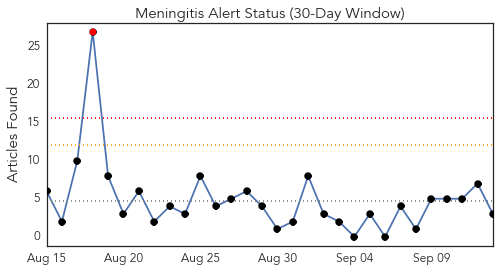 Meningitis Alert Status (30-Day Window)
Articles Found
25
20
15
10
5
0
Aug 15
Aug 20
Aug 25
Aug 30
Sep 04
Sep 09